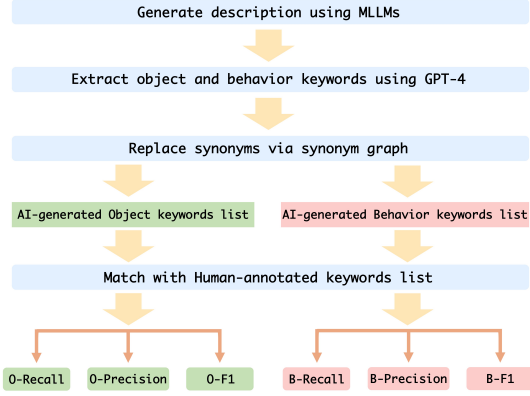 Generate description using MLLMs
Extract object and behavior keywords using GPT-4
Replace synonyms via synonym graph
AI-generated Object keywords list
AI-generated Behavior keywords list
Match with Human-annotated keywords list
O-Recall
O-Precision
O-F1
B-Recall
B-Precision
B-F1